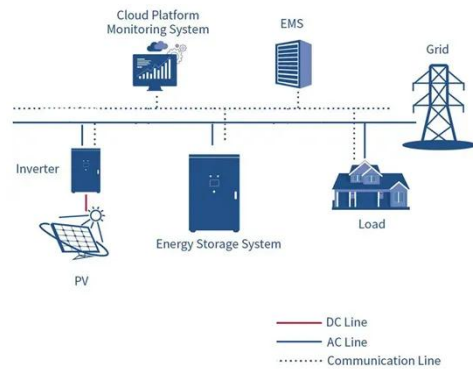 Cloud Platform
Monitoring System
EMS
Grid
Inverter
Energy Storage System
Load
PV
DC Line
AC Line
Communication Line